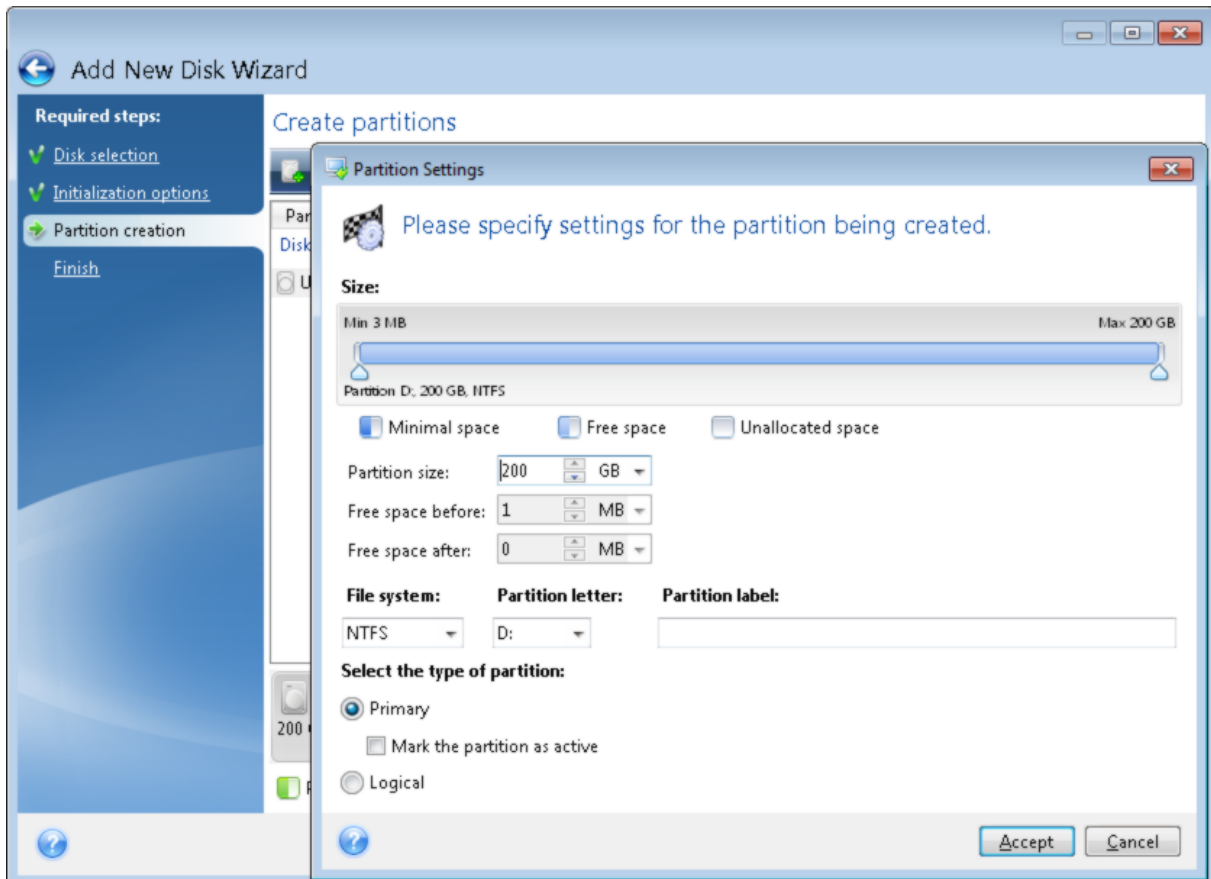 Add New Disk Wizard
Required steps:
Disk selection
Initialization options
Partition creation
Finish
Create partitions
Partition Settings
Please specify settings for the partition being created.
Size:
Min 3 MB Max 200 GB
Partition D:, 200 GB, NTFS
Minimal space Free space Unallocated space
Partition size: 200 GB
Free space before: 1 MB
Free space after: 0 MB
File system: Partition letter: Partition label:
NTFS D:
Select the type of partition:
Primary
Mark the partition as active
Logical
Accept Cancel
Disk
200